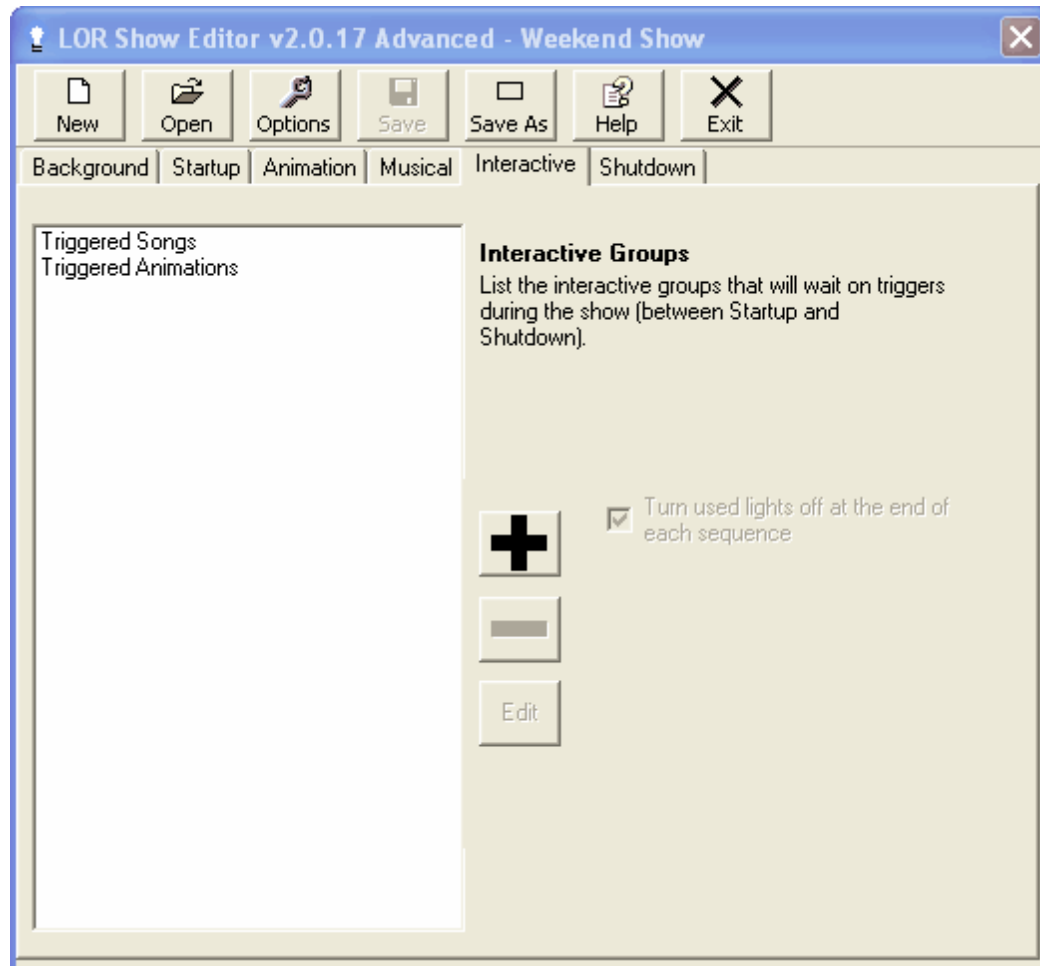 LOR Show Editor v2.0.17 Advanced - Weekend Show
New Open Options Save Save As Help Exit
Background Startup Animation Musical Interactive Shutdown
Triggered Songs
Triggered Animations
Interactive Groups
List the interactive groups that will wait on triggers
during the show (between Startup and
Shutdown).
Turn used lights off at the end of
each sequence
Edit